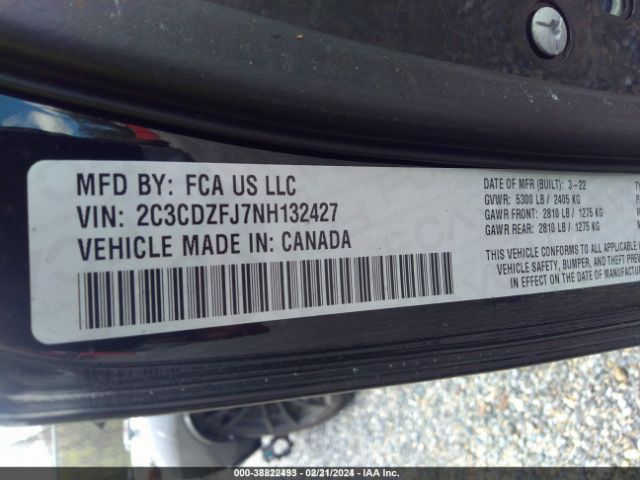 MFD BY: FCA US LLC
VIN: 2C3CDZFJ7NH132427
VEHICLE MADE IN: CANADA
DATE OF MFR (BUILT): 3-22
GVWR: 5300 LB / 2405 KG
GAWR FRONT: 2810 LB / 1275 KG
GAWR REAR: 2810 LB / 1275 KG
THIS VEHICLE CONFORMS TO ALL APPLICABLE
VEHICLE SAFETY, BUMPER, AND THEFT
IN EFFECT ON THE DATE OF MANUFA
000-38822493 - 02/21/2024 - IAA Inc.